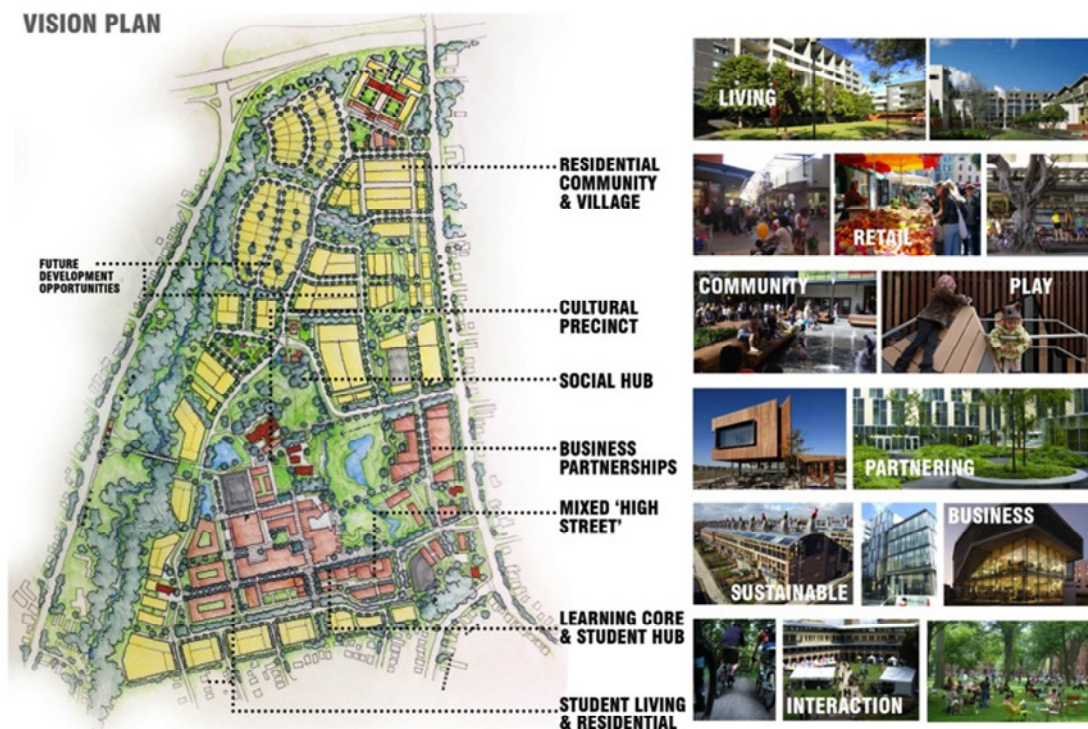 VISION PLAN
RESIDENTIAL
COMMUNITY
& VILLAGE
FUTURE
DEVELOPMENT
OPPORTUNITIES
CULTURAL
PRECINCT
SOCIAL HUB
BUSINESS
PARTNERSHIPS
MIXED ‘HIGH
STREET’
LEARNING CORE
& STUDENT HUB
STUDENT LIVING
& RESIDENTIAL
LIVING
RETAIL
COMMUNITY
PLAY
PARTNERING
SUSTAINABLE
BUSINESS
INTERACTION